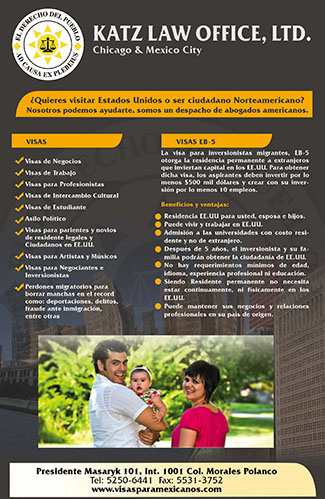 EL DERECHO DEL PUEBLO
AD CAUSA EX PLEBEIUS
KATZ LAW OFFICE, LTD.
Chicago & Mexico City
¿Quieres visitar Estados Unidos o ser ciudadano Norteamericano?
Nosotros podemos ayudarte, somos un despacho de abogados americanos.
VISAS
Visas de Negocios
Visas de Trabajo
Visas para Profesionistas
Visas de Intercambio Cultural
Visas de Estudiante
Asilo Político
Visas para parientes y novios
de residente legales y
Ciudadanos en EE.UU.
Visas para Artistas y Músicos
Visas para Negociantes e
Inversionistas
Perdones migratorios para
borrar manchas en el record
como: deportaciones, delitos,
fraude ante inmigración,
entre otras
VISAS EB-5
La visa para inversionistas migrantes, EB-5
otorga la residencia permanente a extranjeros
que inviertan capital en los EE.UU. Para obtener
dicha visa, los aspirantes deben invertir por lo
menos $500 mil dólares y crear con su inver-
sión por lo menos 10 empleos.
Beneficios y ventajas:
Residencia EE.UU para usted, esposa e hijos.
Puede vivir y trabajar en EE.UU.
Admisión a las universidades con costo resi-
dente y no de extranjero.
Después de 5 años, el inversionista y su fa-
milia podrán obtener la ciudadanía de EE.UU.
No hay requerimientos mínimos de edad,
idioma, experiencia profesional ni educación.
Siendo Residente permanente no necesita
estar continuamente, ni físicamente en los
EE.UU.
Puede mantener sus negocios y relaciones
profesionales en su país de origen.
Presidente Masaryk 101, Int. 1001 Col. Morales Polanco
Tel: 5250-6441 Fax: 5531-3752
www.visasparamexicanos.com